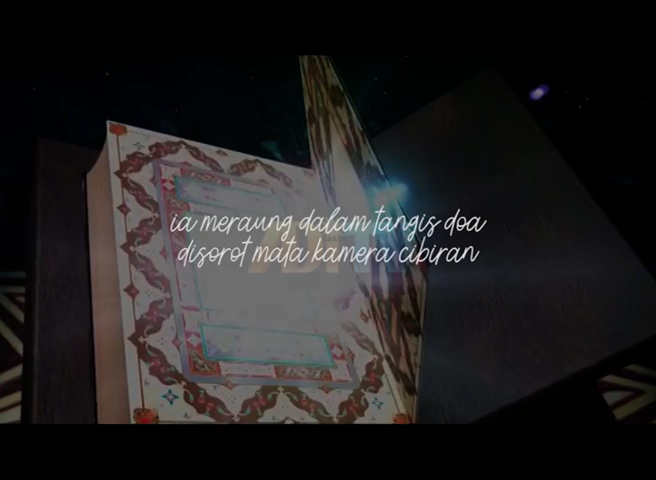 ia meraung dalam tangis doa
disorot mata kamera cibiran